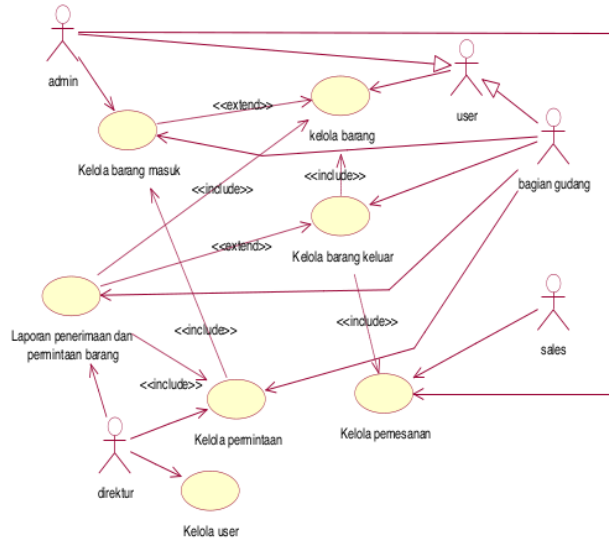 admin
user
<<extend>>
kelola barang
Kelola barang masuk
bagian gudang
<<include>>
<<include>>
<<extend>>
Kelola barang keluar
Laporan penerimaan dan
permintaan barang
<<include>>
<<include>>
sales
<<include>>
Kelola permintaan
Kelola pemesanan
direktur
Kelola user